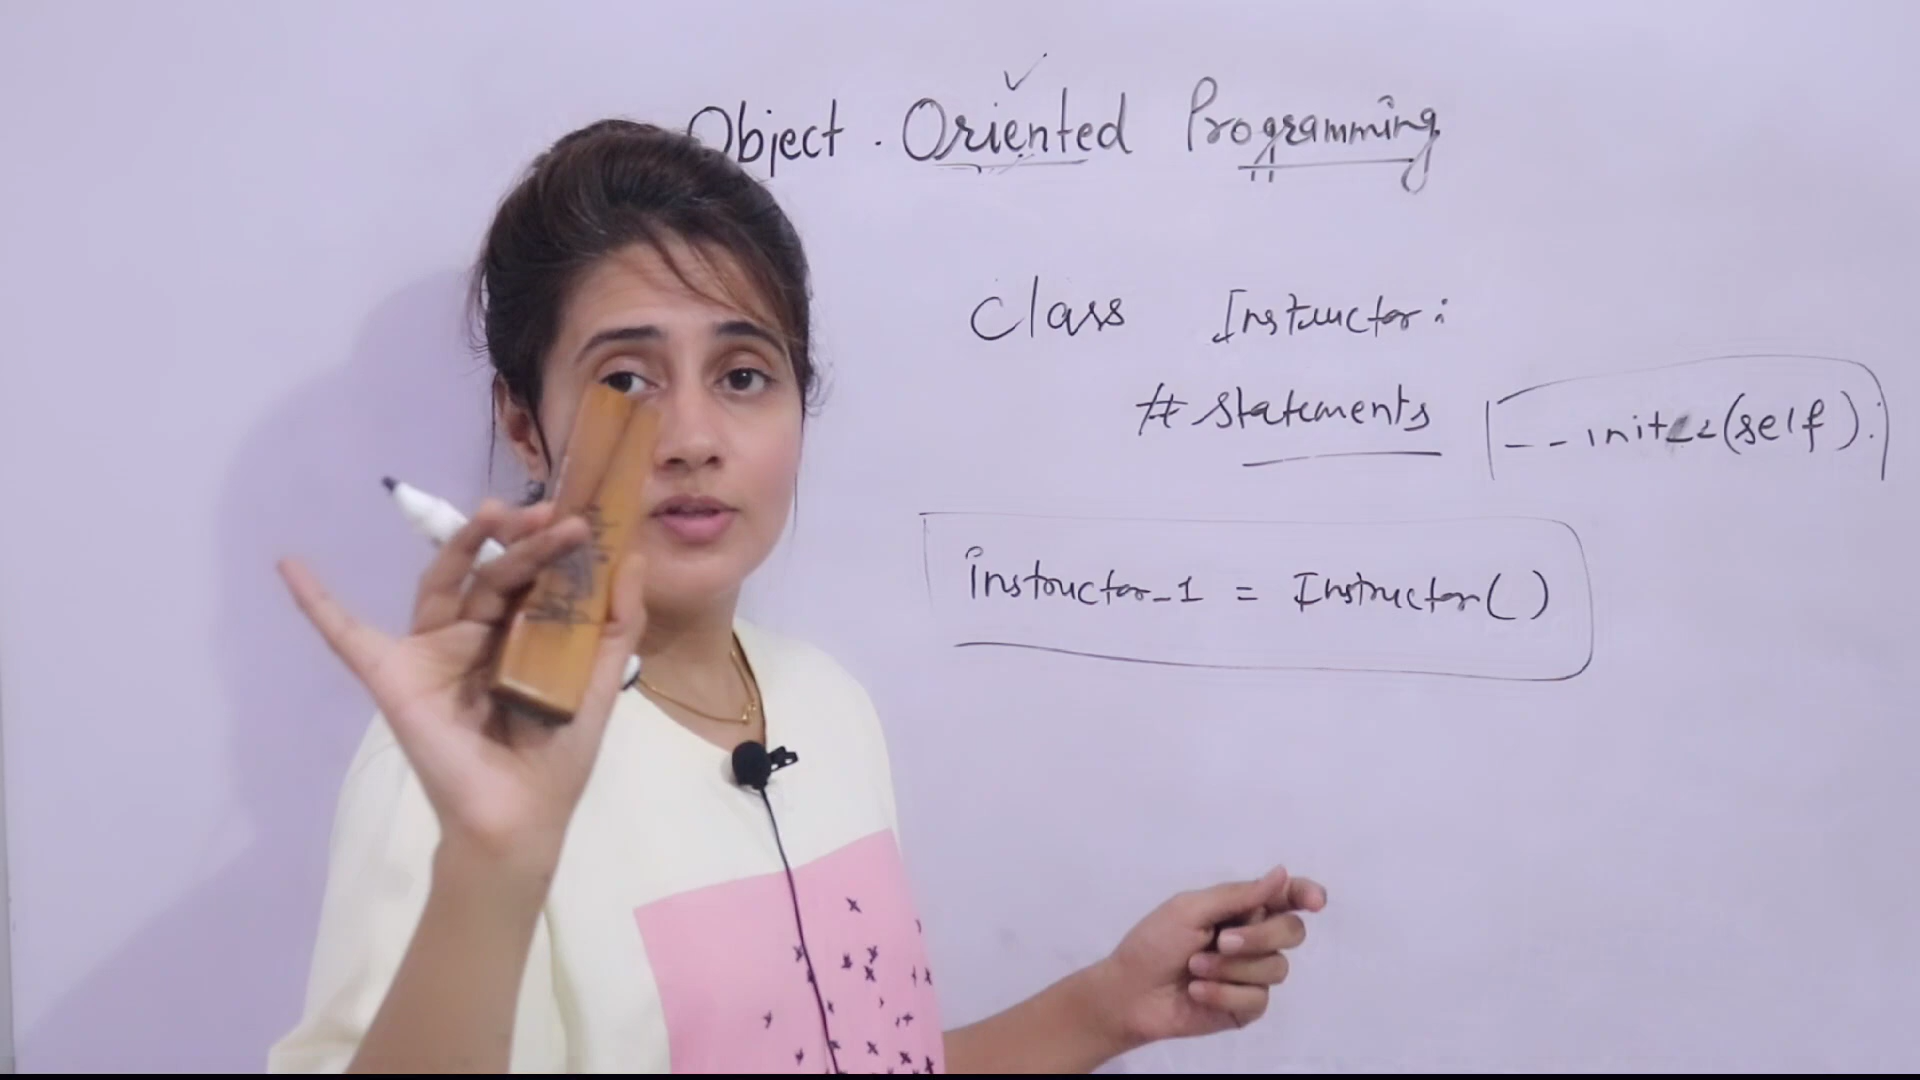 Object. Oriented Programming
class Instructor:
# statements
__init__(self):
instructor_1 = Instructor()